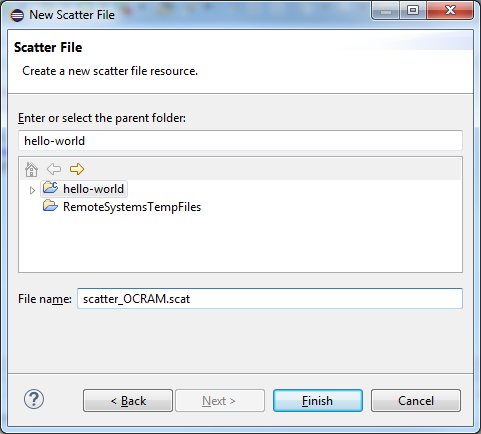 New Scatter File
Scatter File
Create a new scatter file resource.
Enter or select the parent folder:
hello-world
hello-world
RemoteSystemsTempFiles
File name: scatter_OCRAM.scat
? < Back Next > Finish Cancel